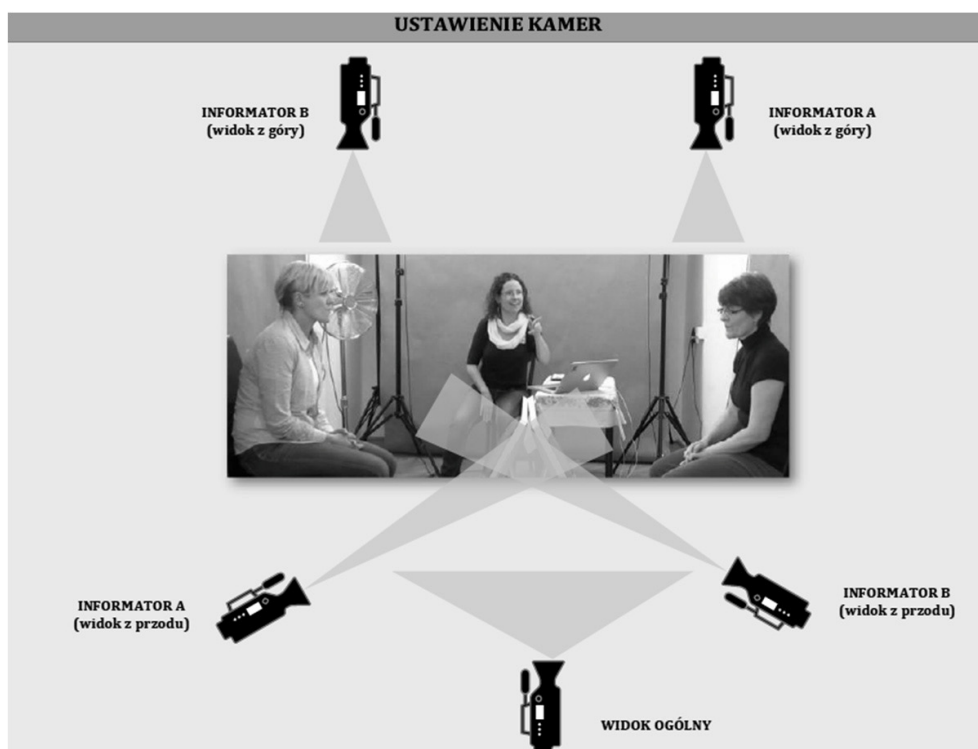 USTAWIENIE KAMER
INFORMATOR B
(widok z góry)
INFORMATOR A
(widok z góry)
INFORMATOR A
(widok z przodu)
INFORMATOR B
(widok z przodu)
WIDOK OGÓLNY